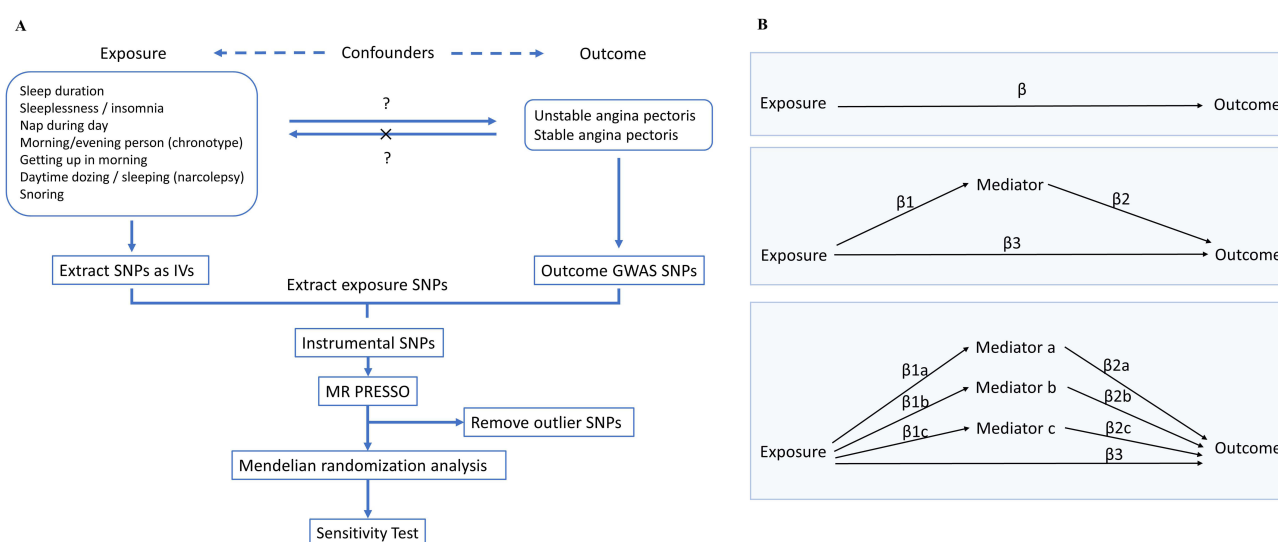 A
Exposure
Confounders
Outcome
Sleep duration
Sleeplessness / insomnia
Nap during day
Morning/evening person (chronotype)
Getting up in morning
Daytime dozing / sleeping (narcolepsy)
Snoring
?
?
Unstable angina pectoris
Stable angina pectoris
Extract SNPs as IVs
Outcome GWAS SNPs
Extract exposure SNPs
Instrumental SNPs
MR PRESSO
Remove outlier SNPs
Mendelian randomization analysis
Sensitivity Test
B
Exposure
β
Outcome
Mediator
β1
β2
Exposure
β3
Outcome
Mediator a
β1a
β2a
Mediator b
β1b
β2b
Mediator c
β1c
β2c
Exposure
β3
Outcome